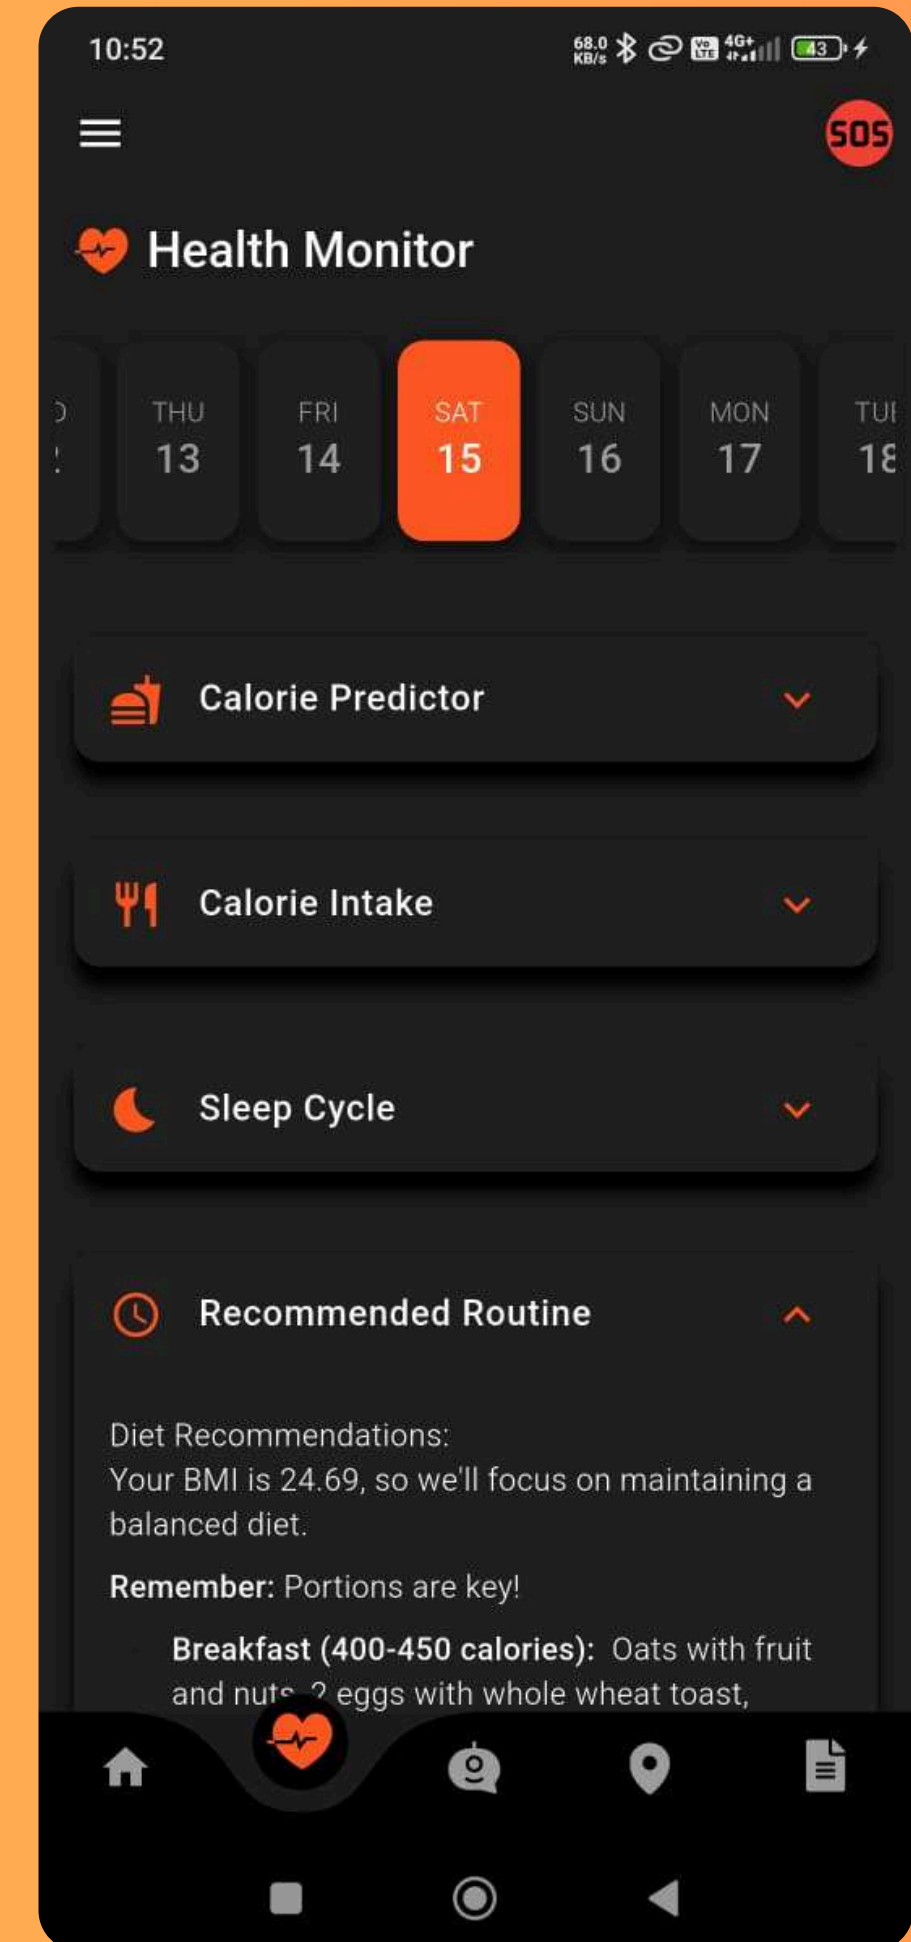 10:52
68.0 KB/s
Vo LTE
4G+
43
SOS
Health Monitor
THU FRI SAT SUN MON
13 14 15 16 17 18
Calorie Predictor
Calorie Intake
Sleep Cycle
Recommended Routine
Diet Recommendations:
Your BMI is 24.69, so we'll focus on maintaining a
balanced diet.
Remember: Portions are key!
Breakfast (400-450 calories): Oats with fruit
and nuts, 2 eggs with whole wheat toast,